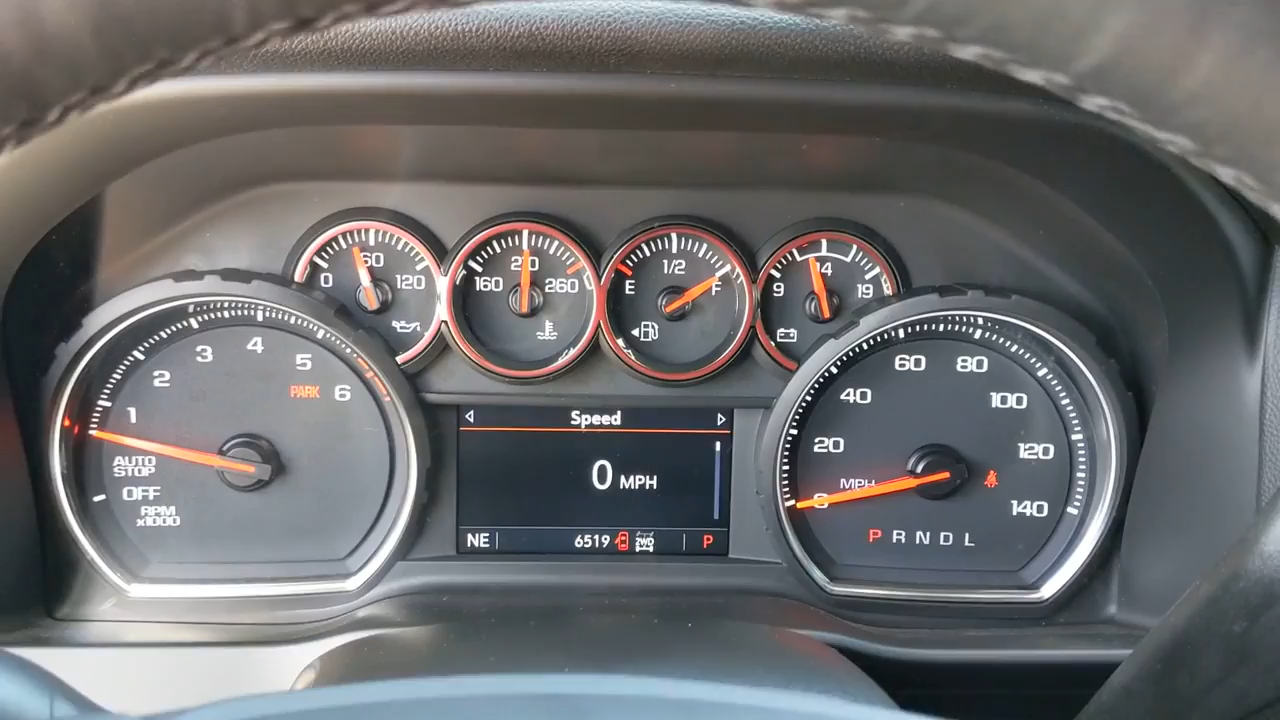 0 60 120
160 210 260
E 1/2 F
9 14 19
1 2 3 4 5 6
PARK
AUTO
STOP
OFF
RPM
x1000
Speed
0 MPH
NE 6519 2WD P
0 20 40 60 80 100 120 140
MPH
P R N D L